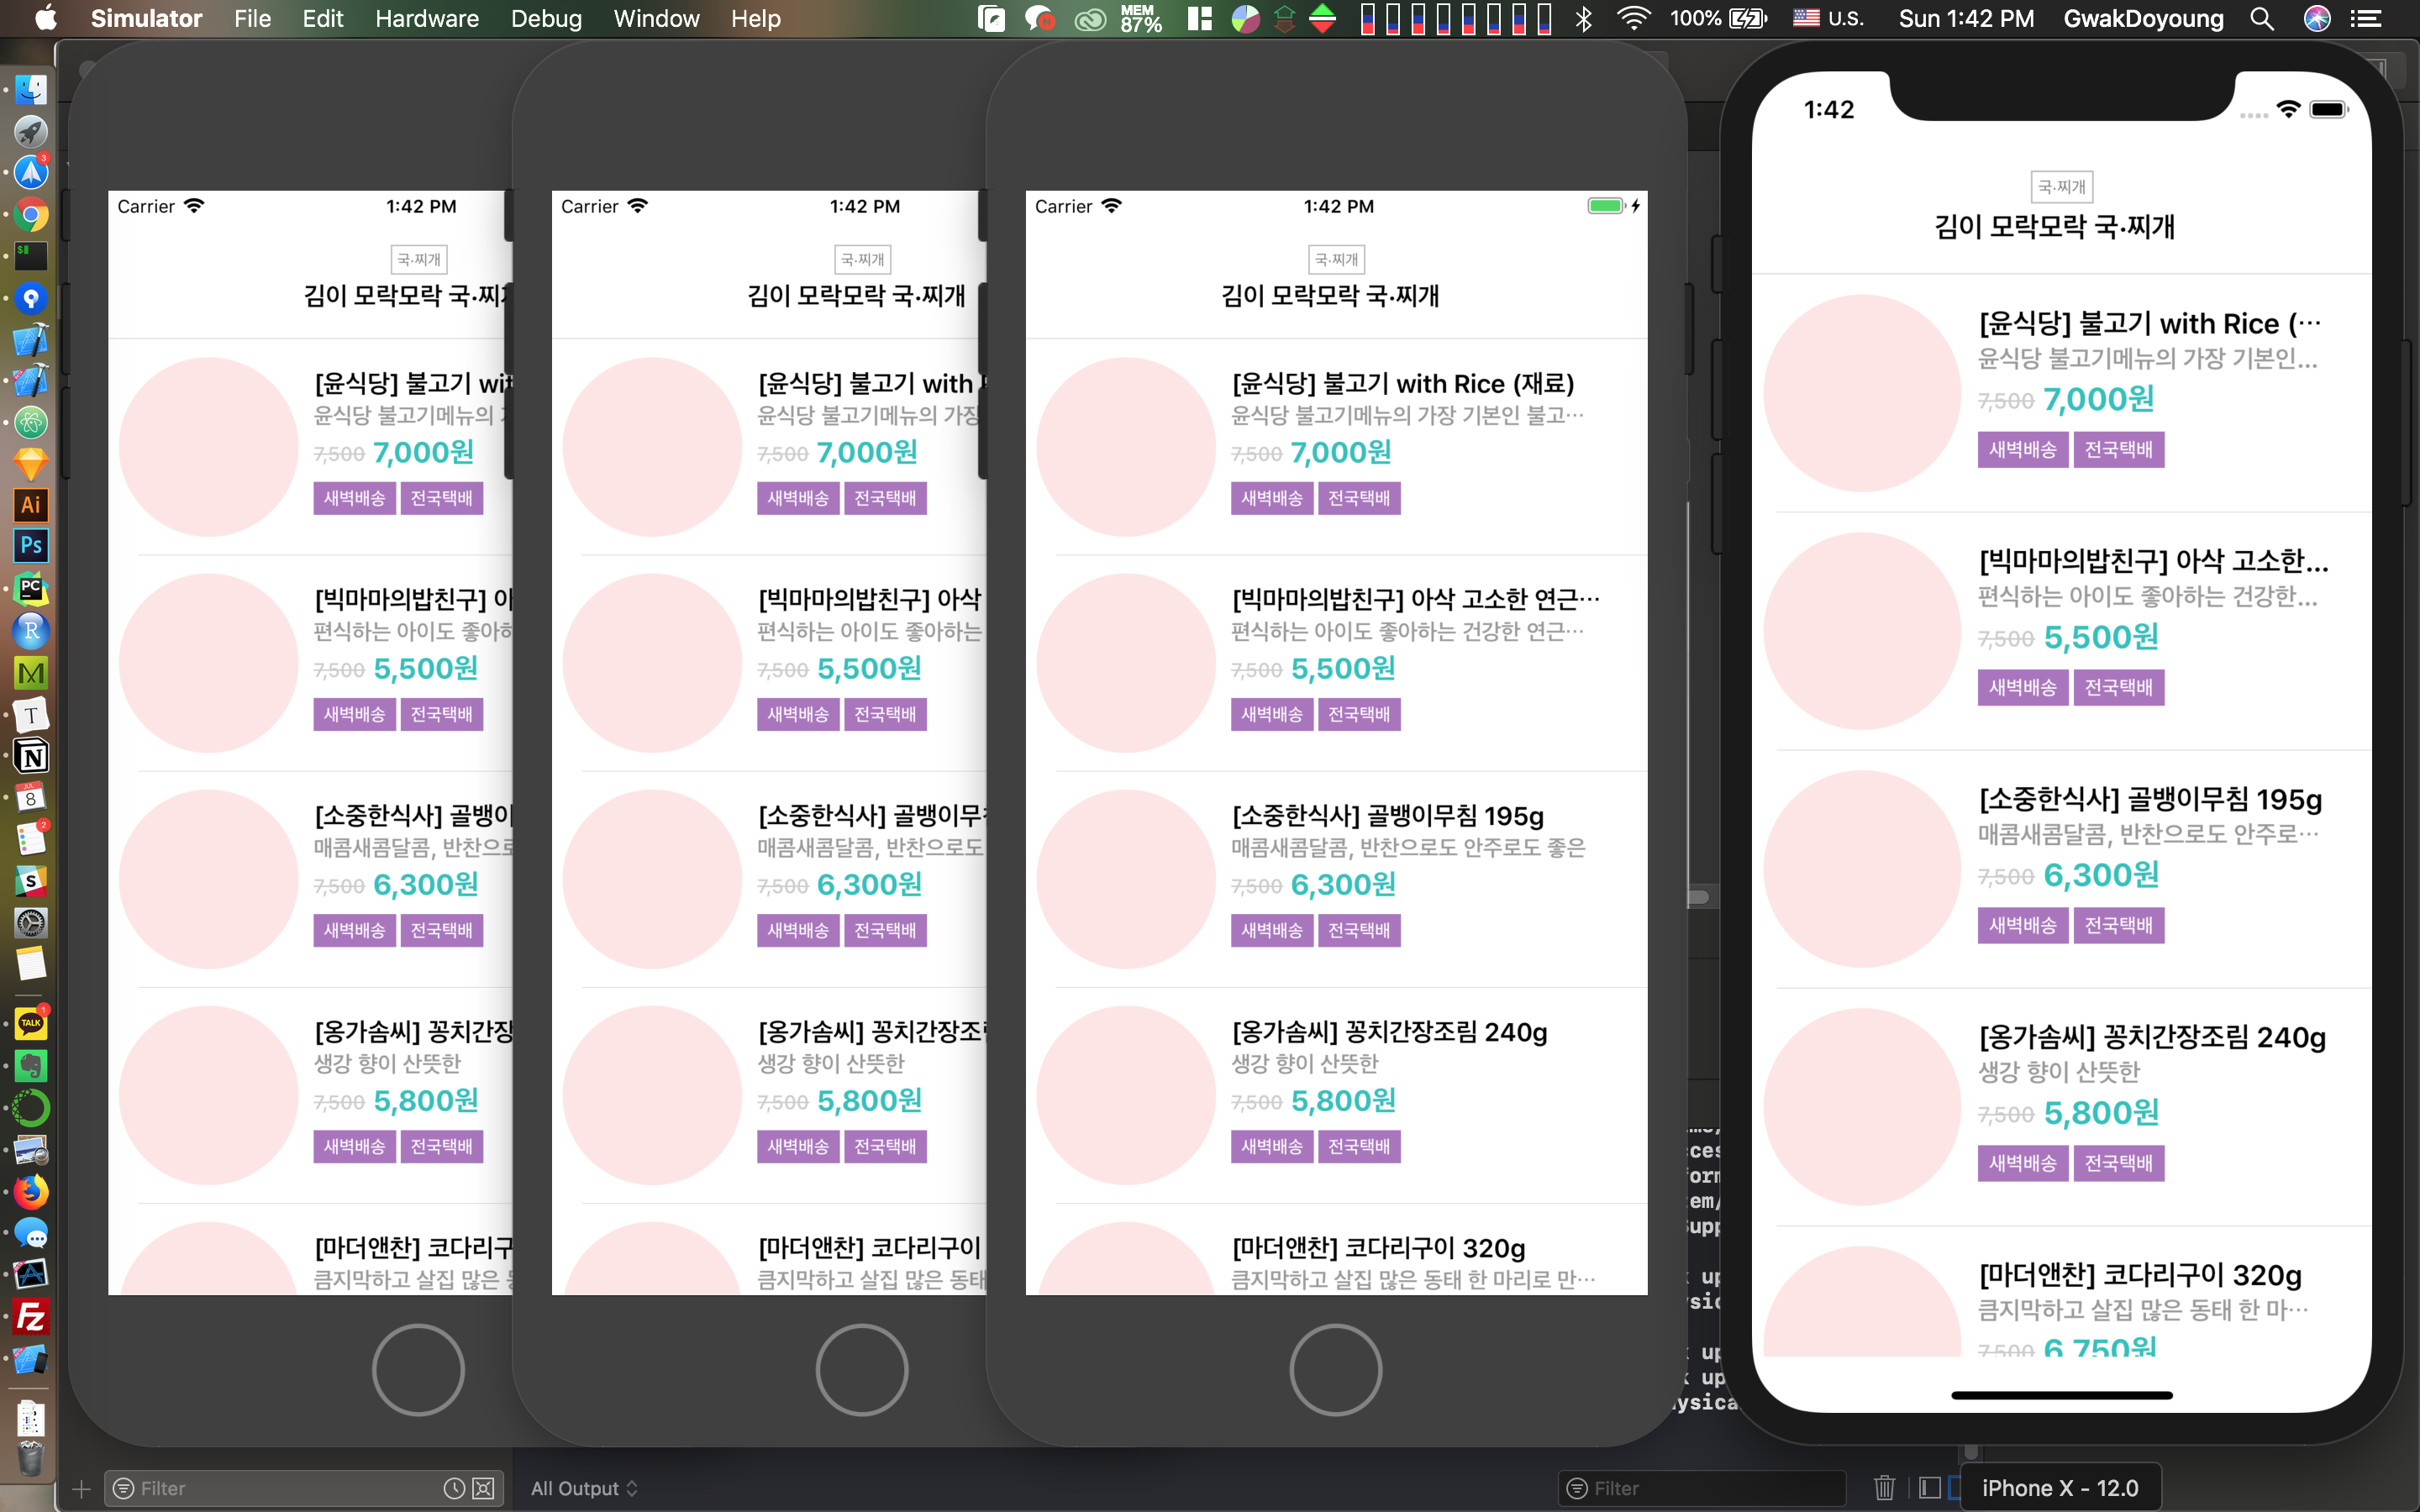 Simulator File Edit Hardware Debug Window Help MEM 87% 100% U.S. Sun 1:42 PM GwakDoyoung
Carrier 1:42 PM
국·찌개
김이 모락모락 국·찌
[윤식당] 불고기 wit
윤식당 불고기메뉴의
7,500 7,000원
새벽배송 전국택배
[빅마마의밥친구] 아
편식하는 아이도 좋아하
7,500 5,500원
새벽배송 전국택배
[소중한식사] 골뱅이
매콤새콤달콤, 반찬으로
7,500 6,300원
새벽배송 전국택배
[옹가솜씨] 꽁치간장
생강 향이 산뜻한
7,500 5,800원
새벽배송 전국택배
[마더앤찬] 코다리구
큼지막하고 살집 많은
Carrier 1:42 PM
국·찌개
김이 모락모락 국·찌개
[윤식당] 불고기 with
윤식당 불고기메뉴의 가장
7,500 7,000원
새벽배송 전국택배
[빅마마의밥친구] 아삭
편식하는 아이도 좋아하는
7,500 5,500원
새벽배송 전국택배
[소중한식사] 골뱅이무
매콤새콤달콤, 반찬으로도
7,500 6,300원
새벽배송 전국택배
[옹가솜씨] 꽁치간장조
생강 향이 산뜻한
7,500 5,800원
새벽배송 전국택배
[마더앤찬] 코다리구이
큼지막하고 살집 많은 동태
Carrier 1:42 PM
국·찌개
김이 모락모락 국·찌개
[윤식당] 불고기 with Rice (재료)
윤식당 불고기메뉴의 가장 기본인 불고…
7,500 7,000원
새벽배송 전국택배
[빅마마의밥친구] 아삭 고소한 연근…
편식하는 아이도 좋아하는 건강한 연근…
7,500 5,500원
새벽배송 전국택배
[소중한식사] 골뱅이무침 195g
매콤새콤달콤, 반찬으로도 안주로도 좋은
7,500 6,300원
새벽배송 전국택배
[옹가솜씨] 꽁치간장조림 240g
생강 향이 산뜻한
7,500 5,800원
새벽배송 전국택배
[마더앤찬] 코다리구이 320g
큼지막하고 살집 많은 동태 한 마리로 만…
1:42
국·찌개
김이 모락모락 국·찌개
[윤식당] 불고기 with Rice (…
윤식당 불고기메뉴의 가장 기본인…
7,500 7,000원
새벽배송 전국택배
[빅마마의밥친구] 아삭 고소한…
편식하는 아이도 좋아하는 건강한…
7,500 5,500원
새벽배송 전국택배
[소중한식사] 골뱅이무침 195g
매콤새콤달콤, 반찬으로도 안주로…
7,500 6,300원
새벽배송 전국택배
[옹가솜씨] 꽁치간장조림 240g
생강 향이 산뜻한
7,500 5,800원
새벽배송 전국택배
[마더앤찬] 코다리구이 320g
큼지막하고 살집 많은 동태 한 마…
7,500 6,750원
Filter
All Output
Filter
iPhone X - 12.0